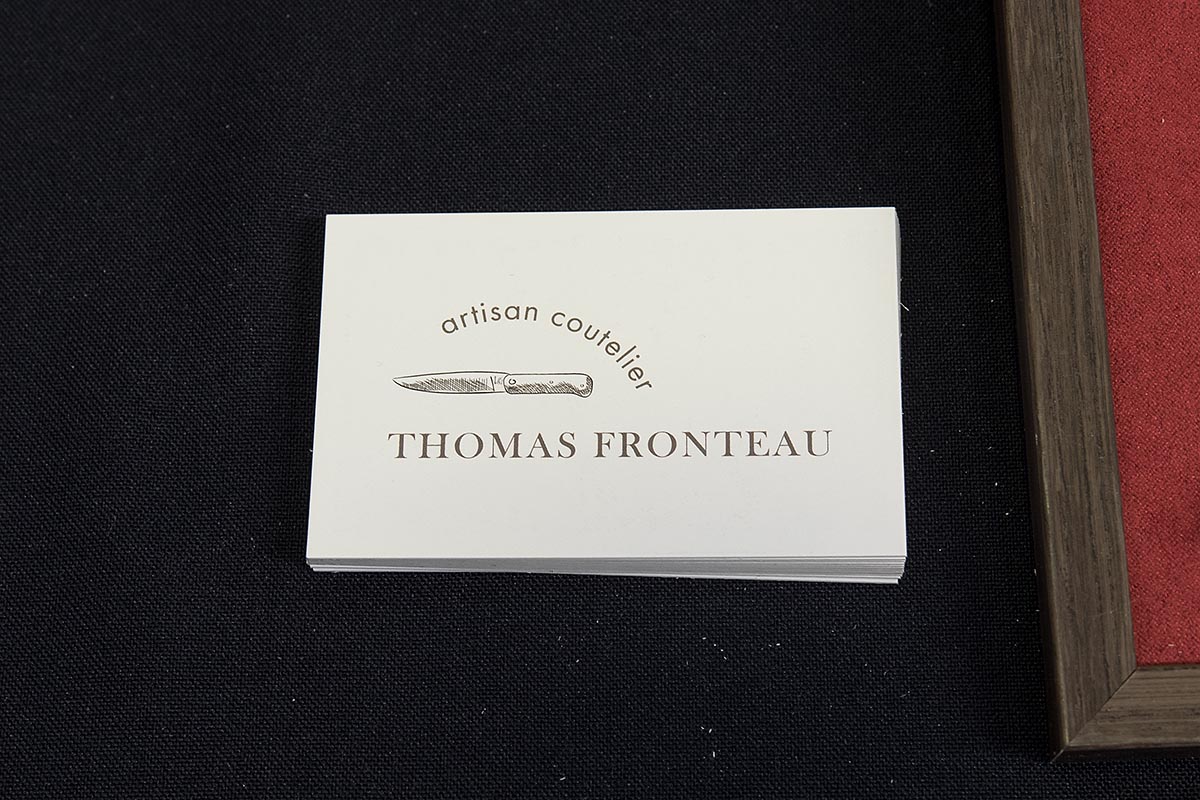 artisan coutelier
THOMAS FRONTEAU